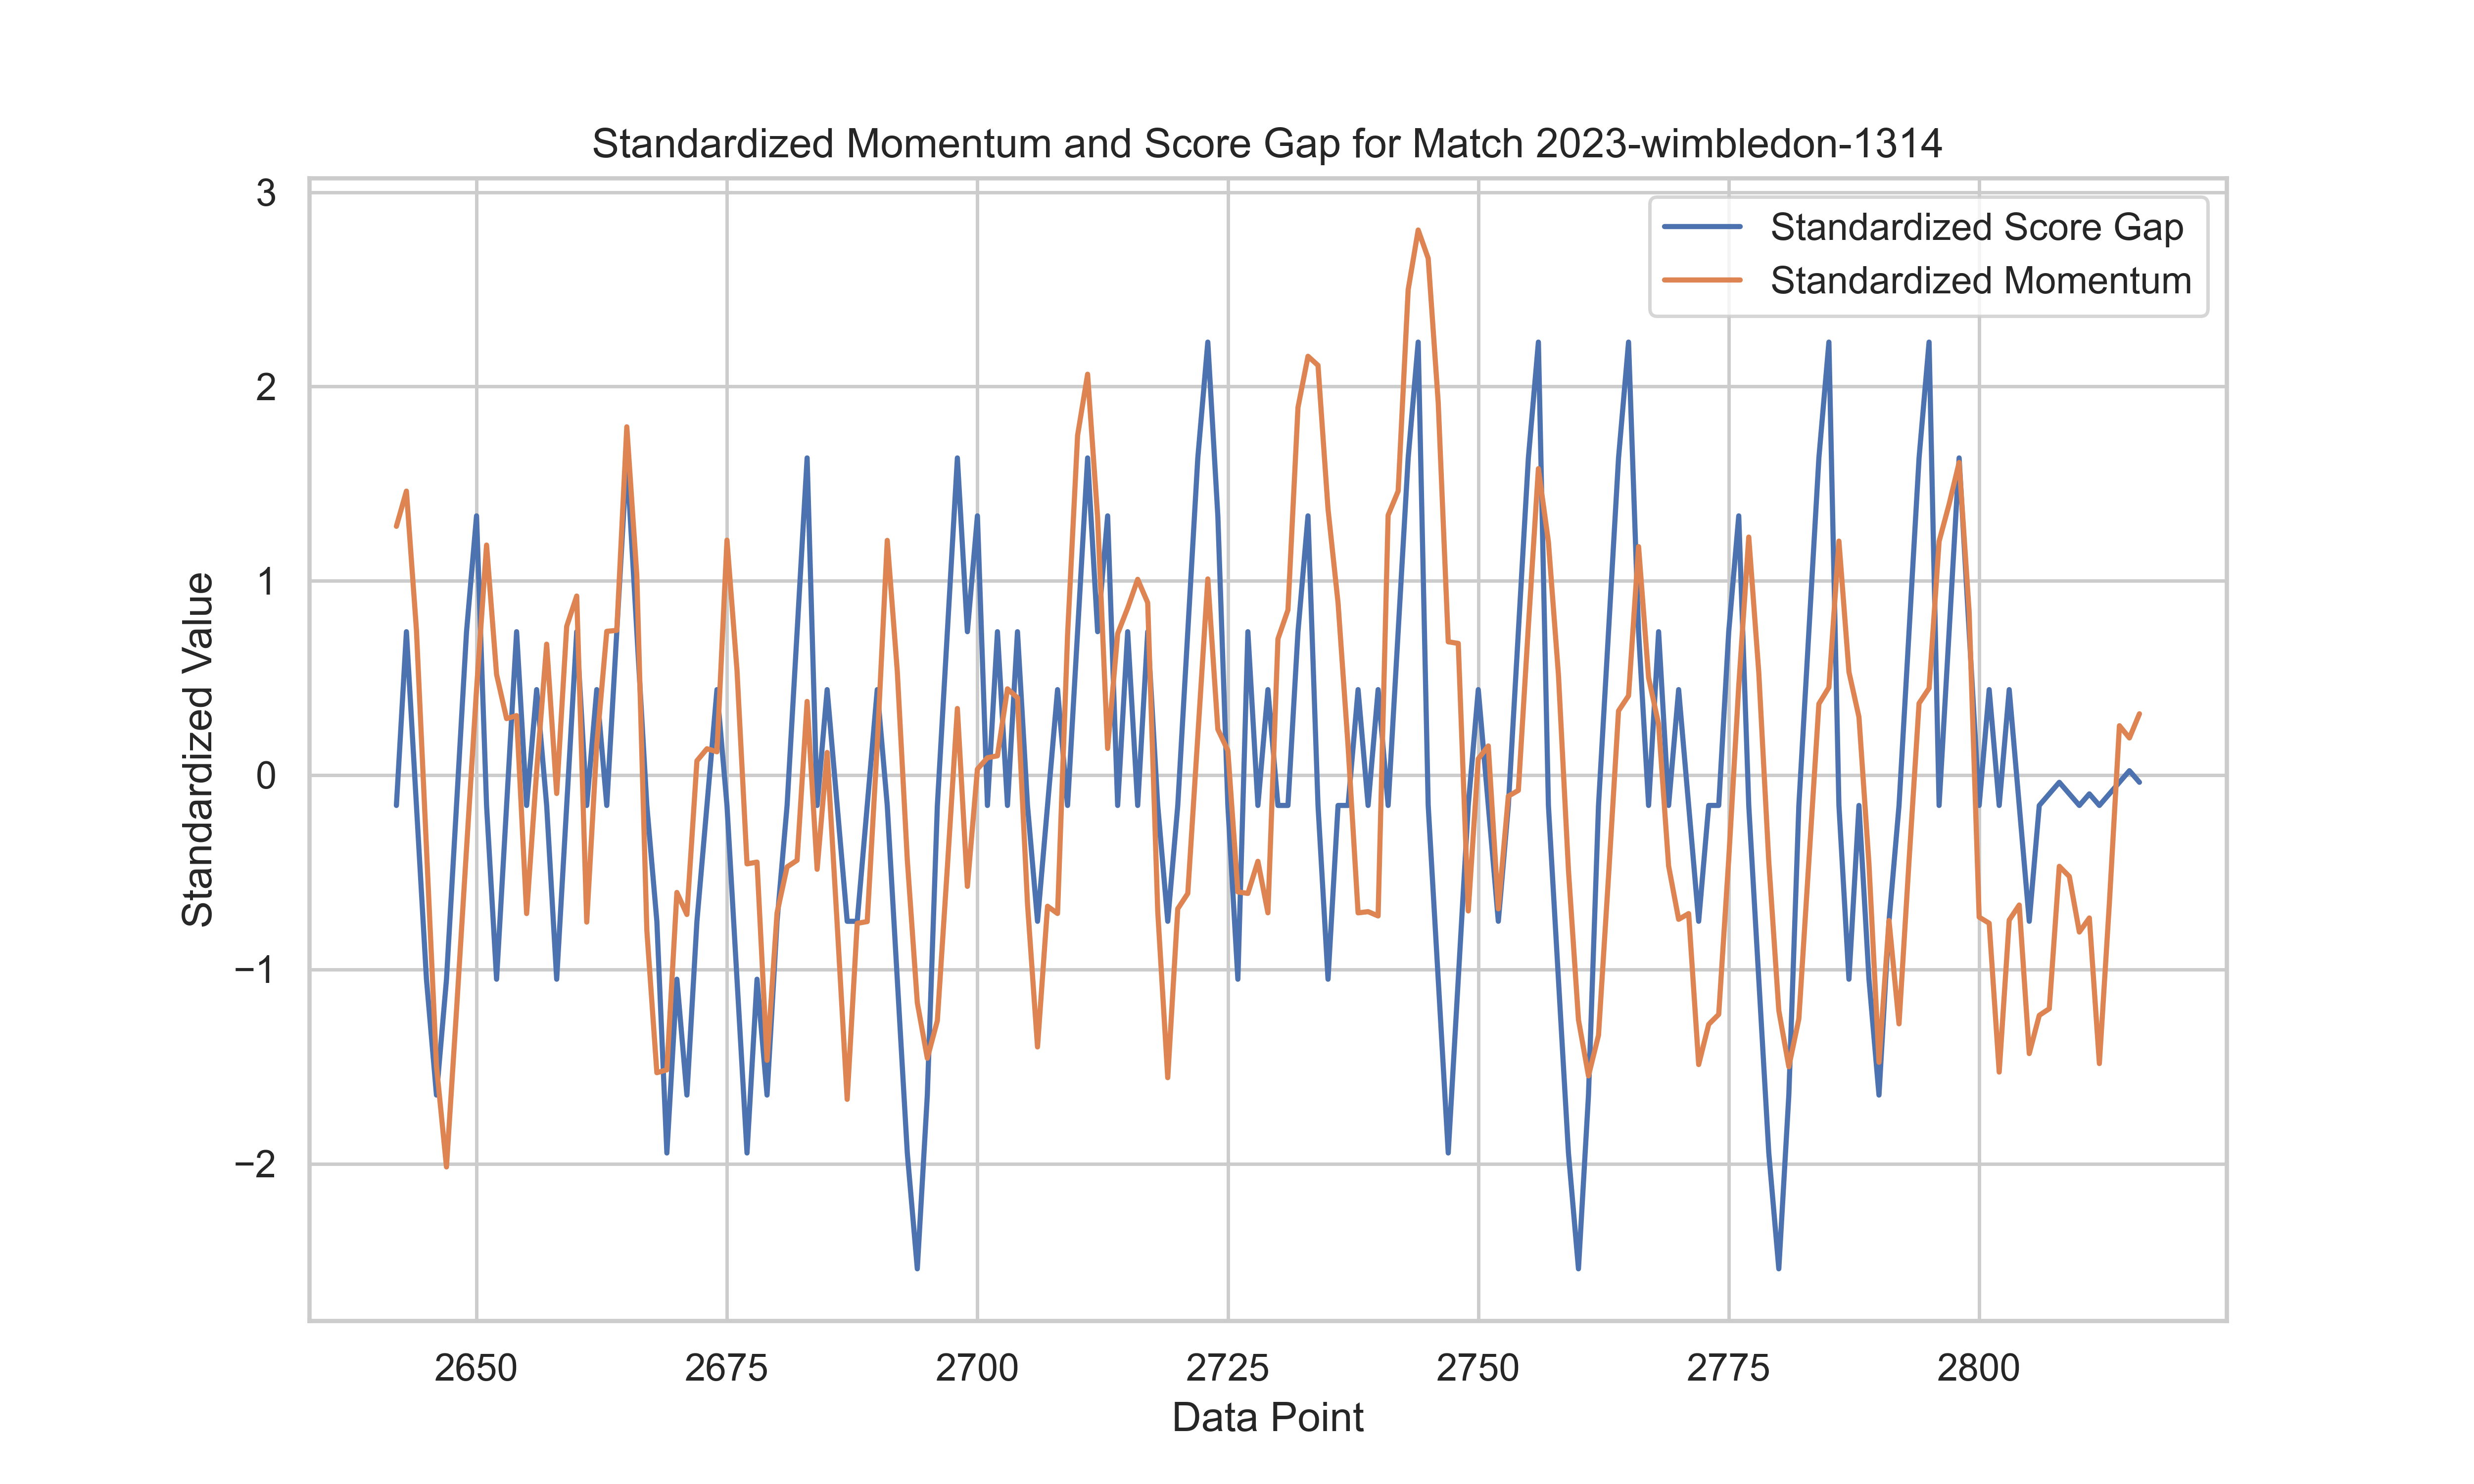 Standardized Momentum and Score Gap for Match 2023-wimbledon-1314
Standardized Score Gap
Standardized Momentum
Standardized Value
3
2
1
0
−1
−2
2650 2675 2700 2725 2750 2775 2800
Data Point